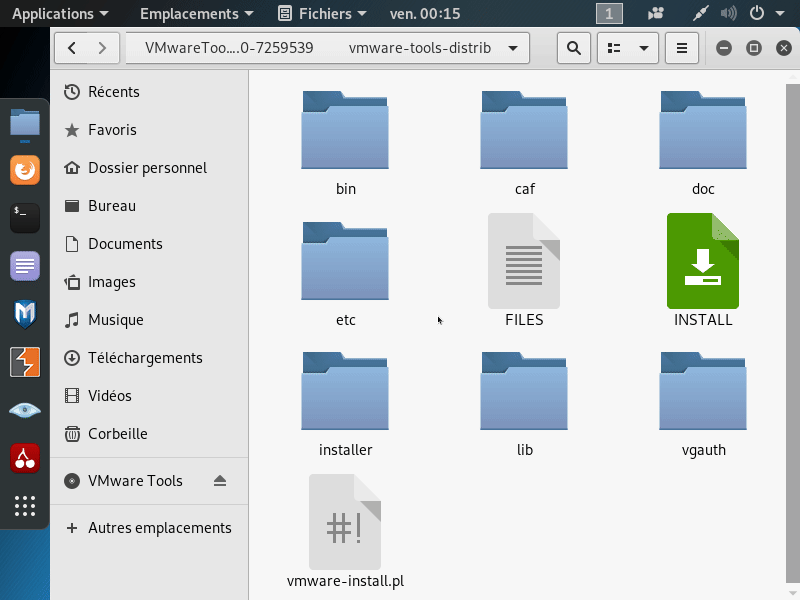 Applications Emplacements Fichiers ven. 00:15 1
VMwareToo....0-7259539 vmware-tools-distrib
Récents
Favoris
Dossier personnel
Bureau
Documents
Images
Musique
Téléchargements
Vidéos
Corbeille
VMware Tools
Autres emplacements
bin caf doc
etc FILES INSTALL
installer lib vgauth
#!
vmware-install.pl
$_